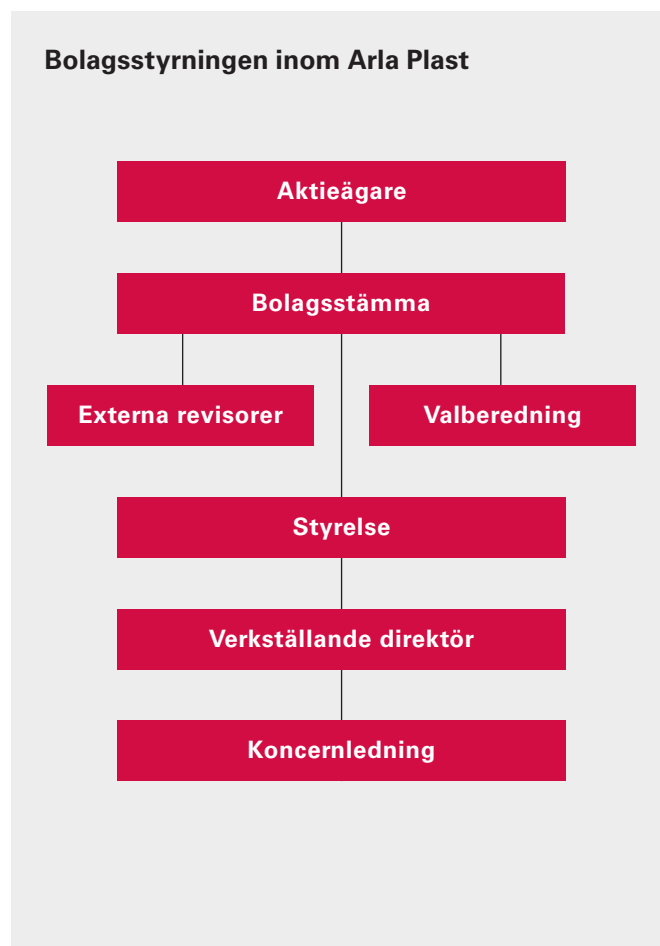 Bolagsstyrningen inom Arla Plast
Aktieägare
Bolagsstämma
Externa revisorer
Valberedning
Styrelse
Verkställande direktör
Koncernledning